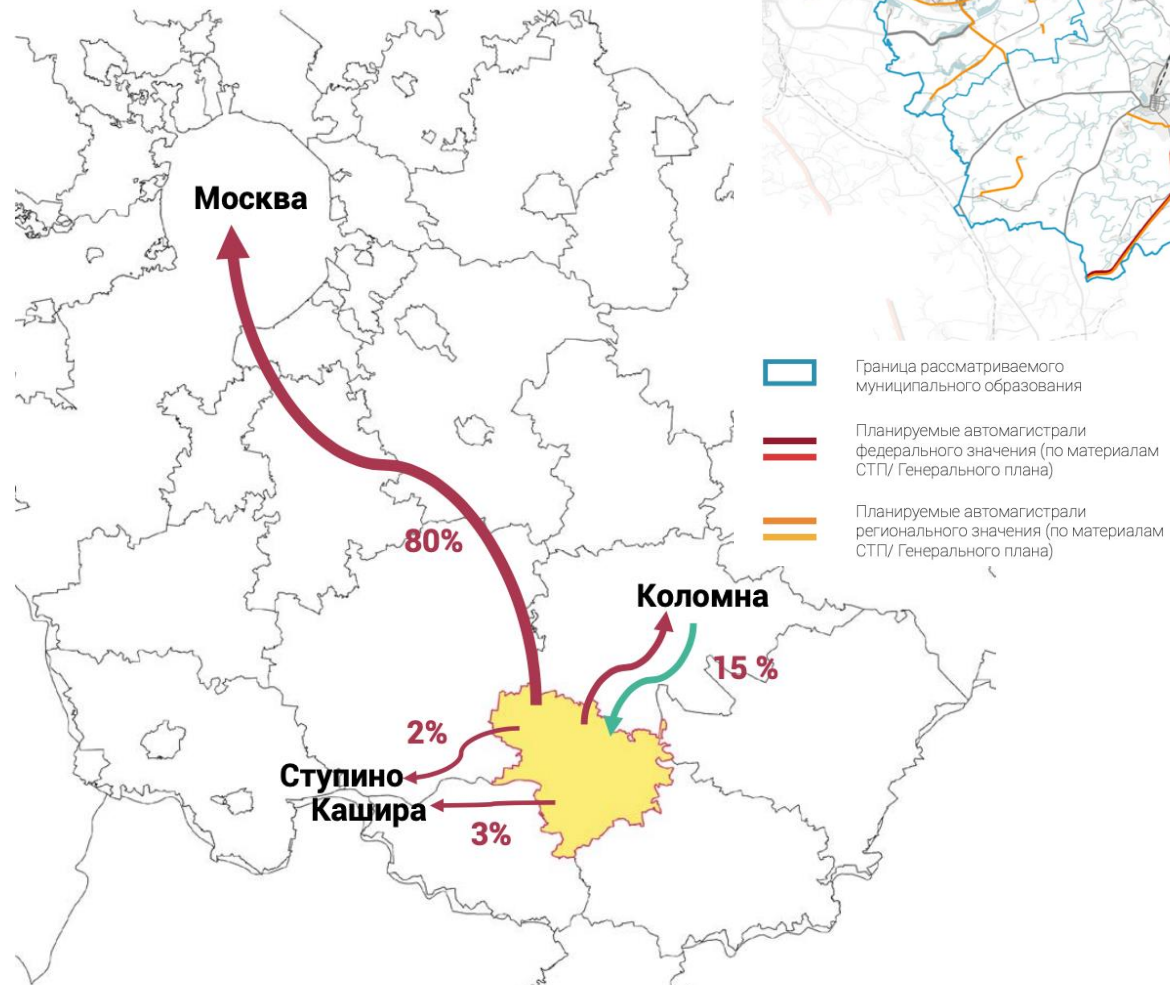 Москва
80%
Коломна
15 %
2%
Ступино
Кашира
3%
Граница рассматриваемого
муниципального образования
Планируемые автомагистрали
федерального значения (по материалам
СТП/ Генерального плана)
Планируемые автомагистрали
регионального значения (по материалам
СТП/ Генерального плана)